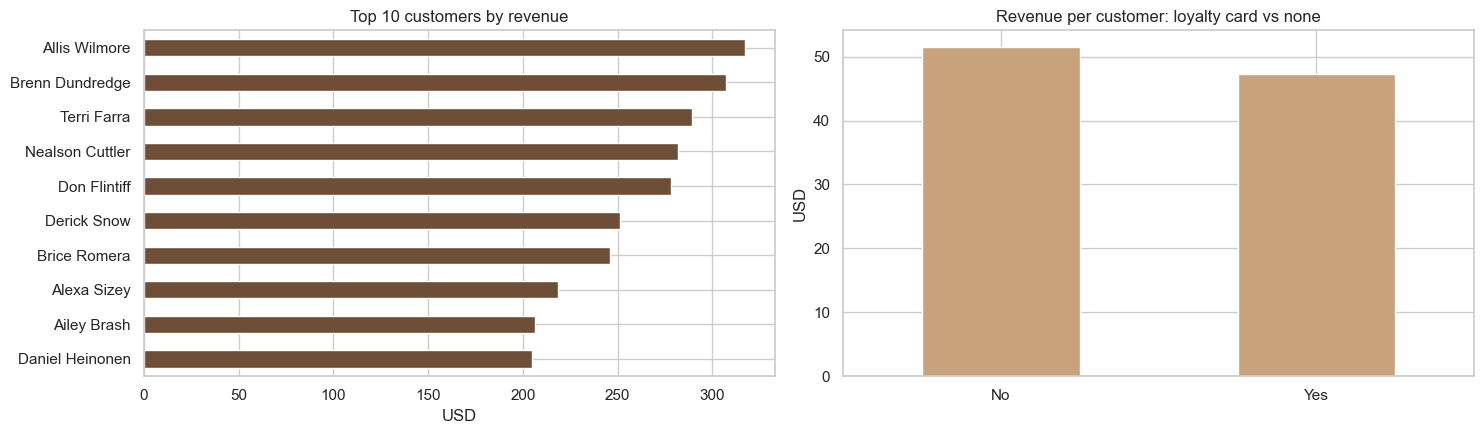 Top 10 customers by revenue
Allis Wilmore
Brenn Dundredge
Terri Farra
Nealson Cuttler
Don Flintiff
Derick Snow
Brice Romera
Alexa Sizey
Ailey Brash
Daniel Heinonen
0 50 100 150 200 250 300
USD
Revenue per customer: loyalty card vs none
USD
50
40
30
20
10
0
No Yes